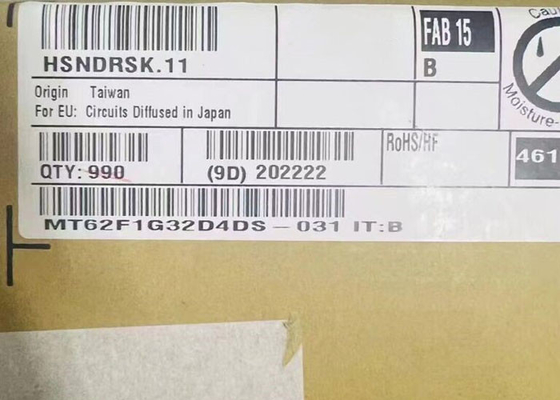 FAB 15
HSNDRSK.11
B
Origin Taiwan
For EU: Circuits Diffused in Japan
Moisture-
RoHS/HF
461
QTY: 990
(9D) 202222
MT62F1G32D4DS-031 IT:B